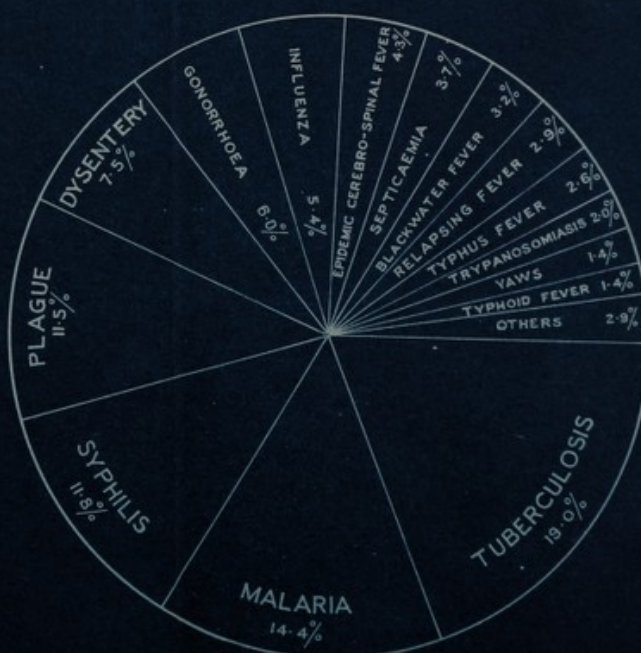 INFLUENZA
5.4%
EPIDEMIC CEREBRO-SPINAL FEVER
4.3%
SEPTICAEMIA
3.7%
BLACKWATER FEVER
3.2%
RELAPSING FEVER
2.9%
TYPHUS FEVER
2.6%
TRYPANOSOMIASIS 2.0%
YAWS
1.4%
TYPHOID FEVER 1.4%
OTHERS 2.9%
TUBERCULOSIS
19.0%
MALARIA
14.4%
SYPHILIS
11.8%
PLAGUE
11.5%
DYSENTERY
7.5%
GONORRHOEA
6.0%